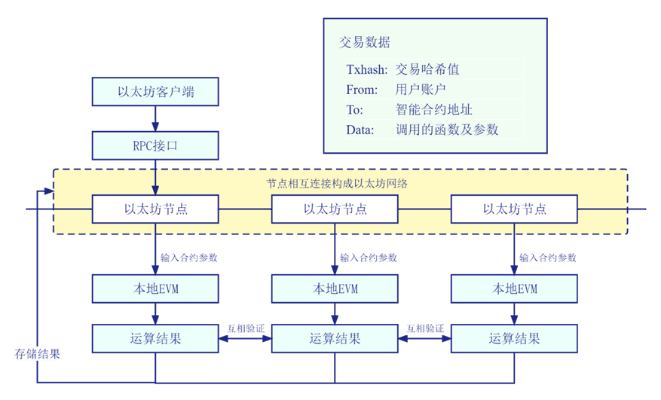 交易数据
Txhash: 交易哈希值
From: 用户账户
To: 智能合约地址
Data: 调用的函数及参数
以太坊客户端
RPC接口
节点相互连接构成以太坊网络
以太坊节点 以太坊节点 以太坊节点
输入合约参数 输入合约参数 输入合约参数
本地EVM 本地EVM 本地EVM
互相验证 互相验证
运算结果 运算结果 运算结果
存储结果